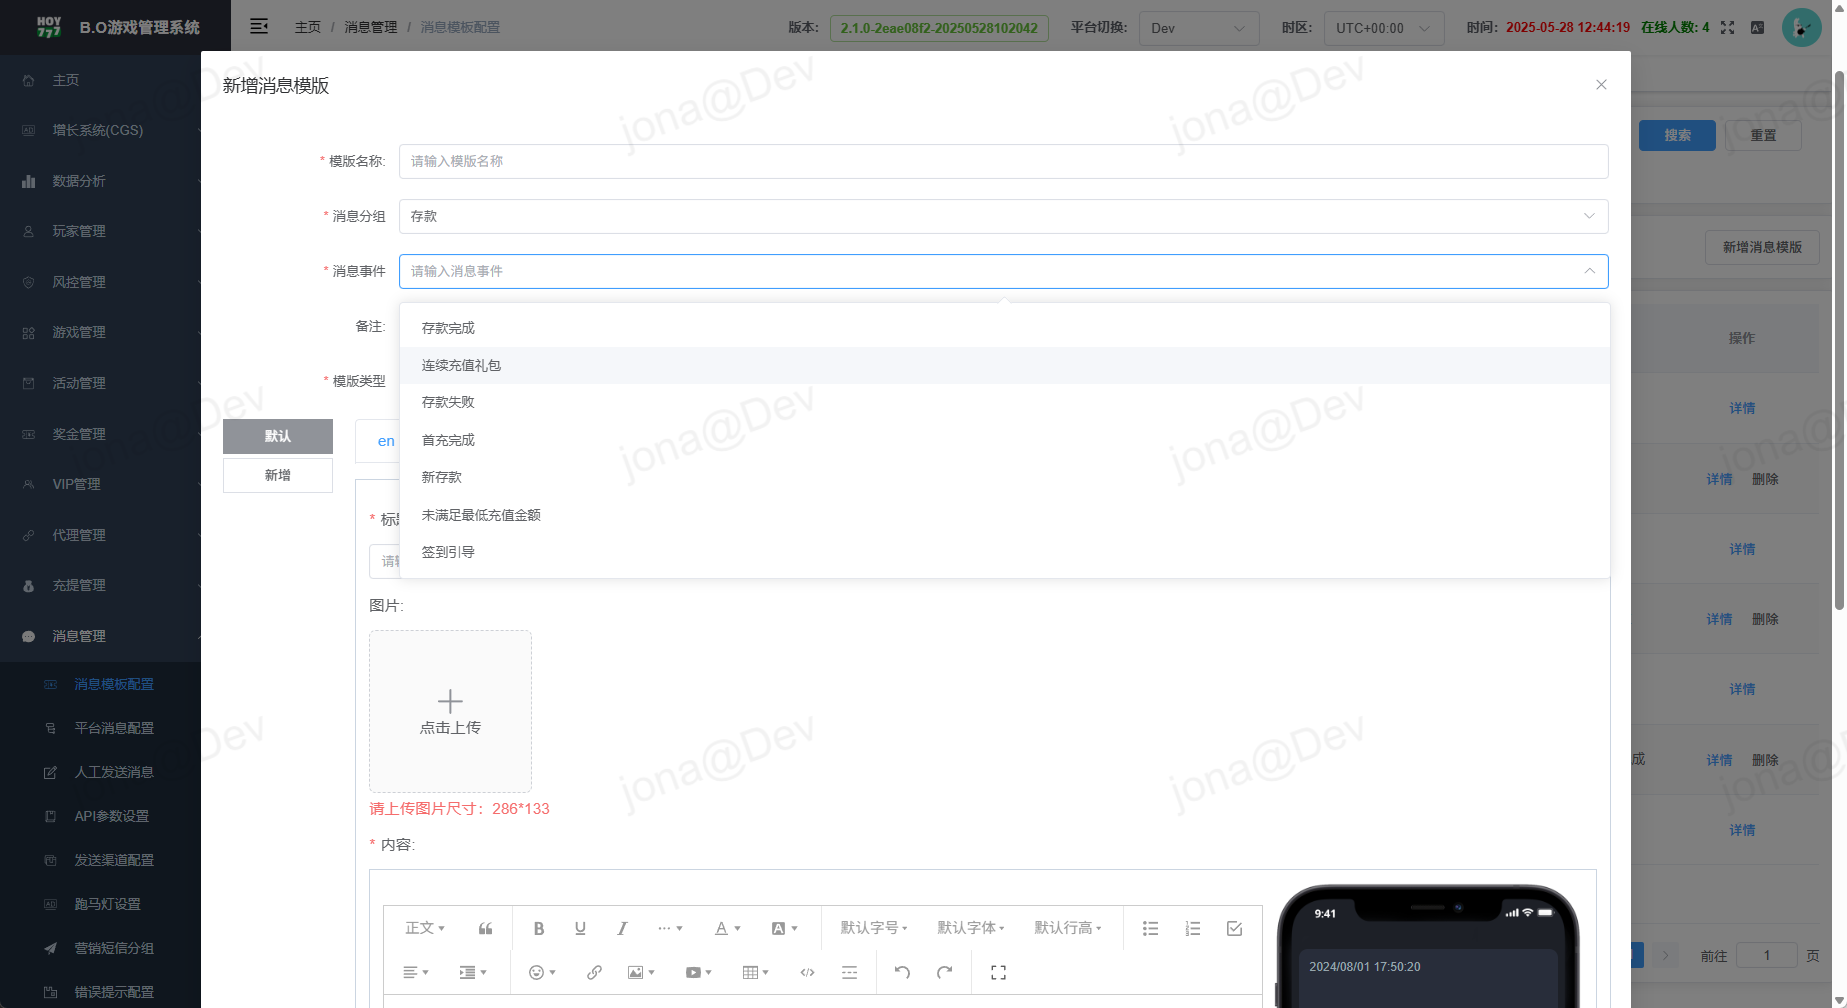 HOY
777
B.O游戏管理系统
主页 / 消息管理 / 消息模板配置
版本: 2.1.0-2eae08f2-20250528102042
平台切换: Dev
时区: UTC+00:00
时间: 2025-05-28 12:44:19
在线人数: 4
主页
增长系统(CGS)
数据分析
玩家管理
风控管理
游戏管理
活动管理
奖金管理
VIP管理
代理管理
充提管理
消息管理
消息模板配置
平台消息配置
人工发送消息
API参数设置
发送渠道配置
跑马灯设置
营销短信分组
错误提示配置
新增消息模版
* 模版名称: 请输入模版名称
* 消息分组 存款
* 消息事件 请输入消息事件
备注:
* 模版类型
存款完成
连续充值礼包
存款失败
首充完成
新存款
未满足最低充值金额
签到引导
默认
新增
en
图片:
点击上传
请上传图片尺寸：286*133
* 内容:
正文
B U I
A
A
默认字号
默认字体
默认行高
9:41
2024/08/01 17:50:20
搜索
重置
新增消息模版
操作
详情
详情 删除
详情
详情 删除
详情
成 详情 删除
详情
前往 1 页
jona@Dev
jona@Dev
jona@Dev
jona@Dev
jona@Dev
jona@Dev